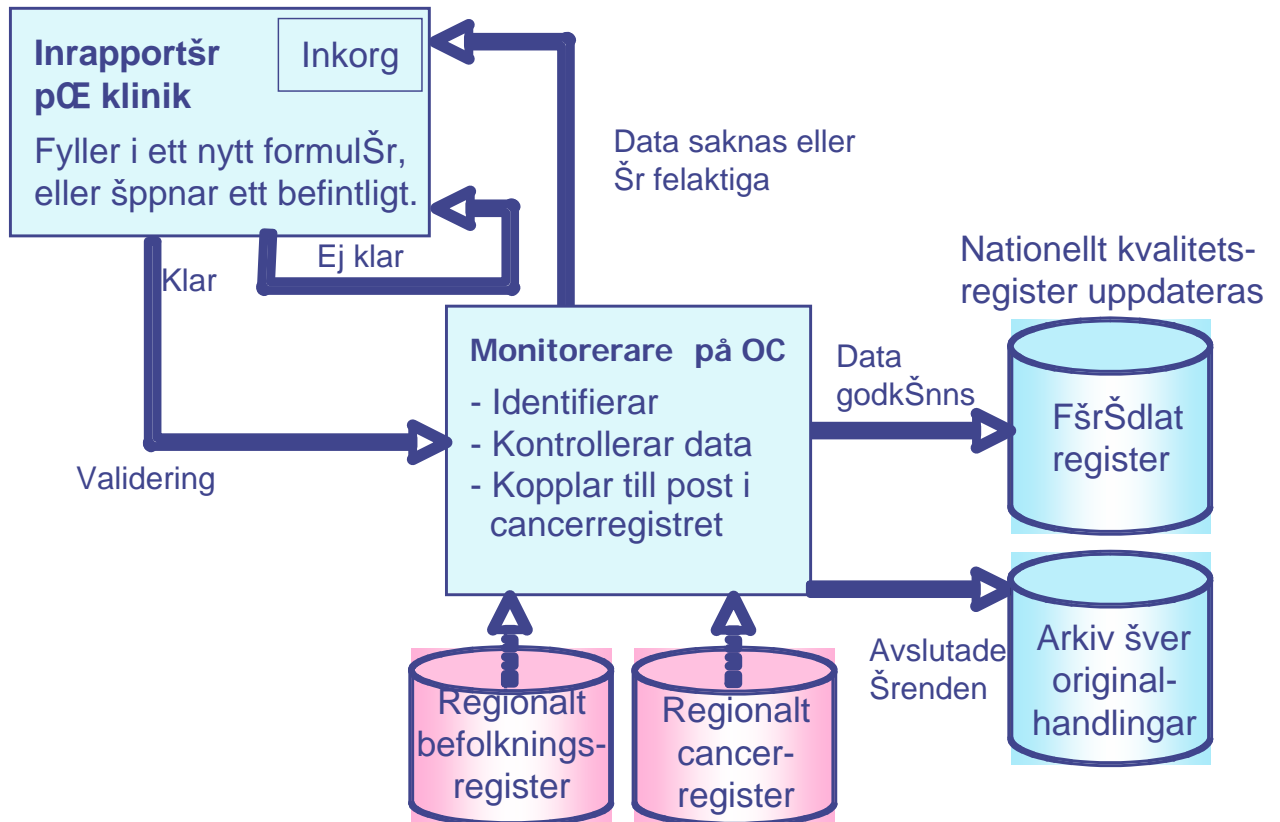 Inrapportšr
pŒ klinik
Inkorg
Fyller i ett nytt formulŠr,
eller šppnar ett befintligt.
Data saknas eller
Šr felaktiga
Ej klar
Klar
Validering
Monitorerare på OC
- Identifierar
- Kontrollerar data
- Kopplar till post i
cancerregistret
Data
godkŠnns
Nationellt kvalitets-
register uppdateras
FšrŠdlat
register
Avslutade
Šrenden
Arkiv šver
original-
handlingar
Regionalt
befolknings-
register
Regionalt
cancer-
register